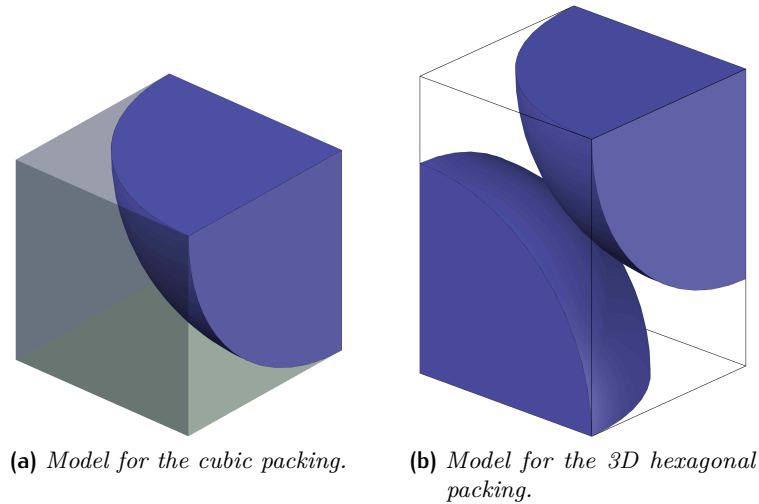 (a) Model for the cubic packing.
(b) Model for the 3D hexagonal
packing.